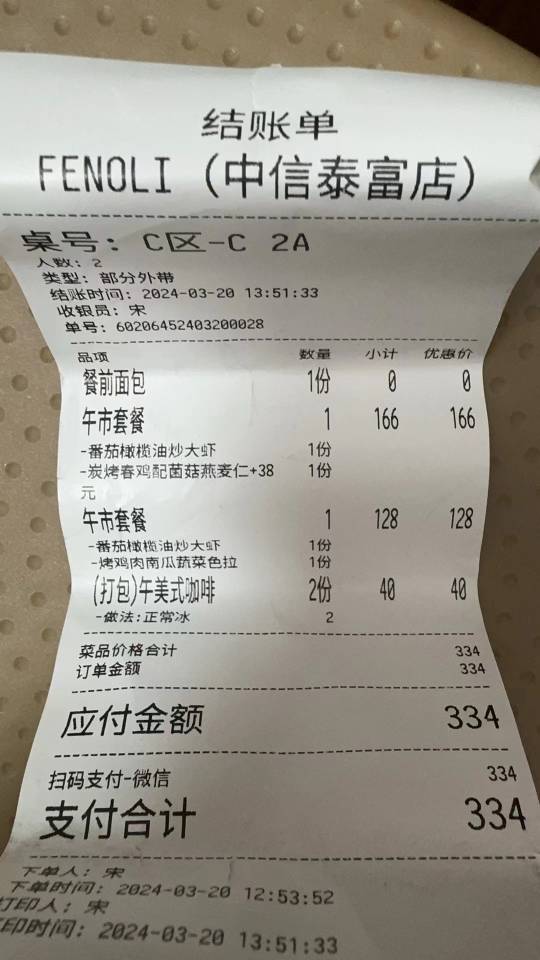 结账单
FENOLI (中信泰富店)
桌号: C区-C 2A
人数: 2
类型: 部分外带
结账时间: 2024-03-20 13:51:33
收银员: 宋
单号: 60206452403200028
品项 数量 小计 优惠价
餐前面包 1份 0 0
午市套餐 1 166 166
-番茄橄榄油炒大虾 1份
-炭烤春鸡配菌菇燕麦仁+38 1份
元
午市套餐 1 128 128
-番茄橄榄油炒大虾 1份
-烤鸡肉南瓜蔬菜色拉 1份
(打包)午美式咖啡 2份 40 40
-做法:正常冰 2
菜品价格合计 334
订单金额 334
应付金额 334
扫码支付-微信 334
支付合计 334
下单人: 宋
下单时间: 2024-03-20 12:53:52
打印人: 宋
印时间: 2024-03-20 13:51:33